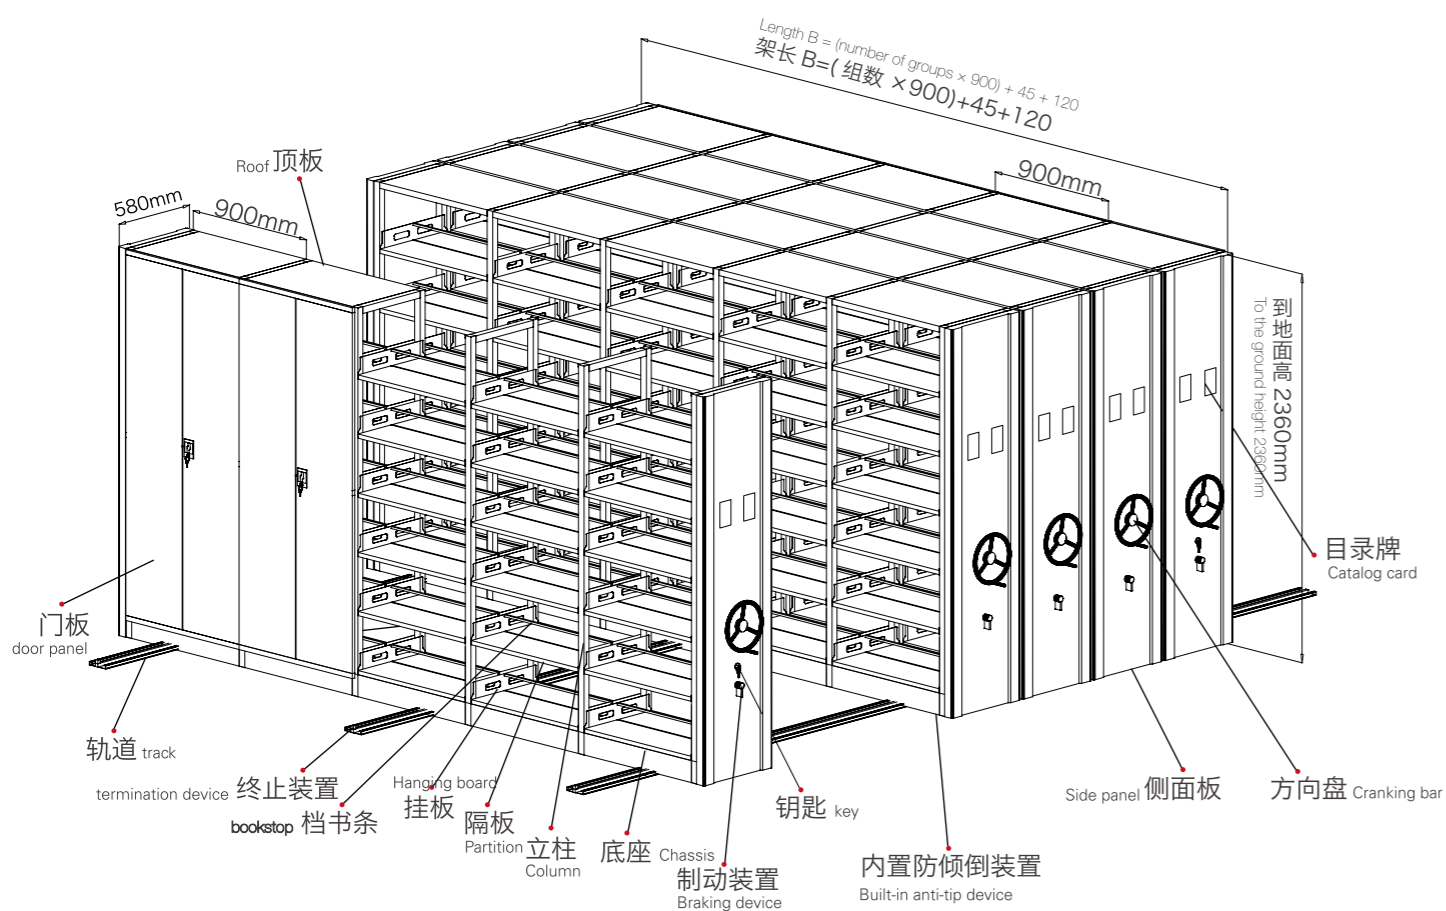 Length B = (number of groups × 900) + 45 + 120
架长 B=( 组数 ×900)+45+120
900mm
Roof 顶板
580mm
900mm
到地面高 2360mm
To the ground height 2360mm
目录牌
Catalog card
门板
door panel
轨道 track
termination device 终止装置
bookstop 档书条
Hanging board
挂板
隔板
Partition
立柱
Column
底座 Chassis
制动装置
Braking device
钥匙 key
内置防倾倒装置
Built-in anti-tip device
Side panel 侧面板
方向盘 Cranking bar